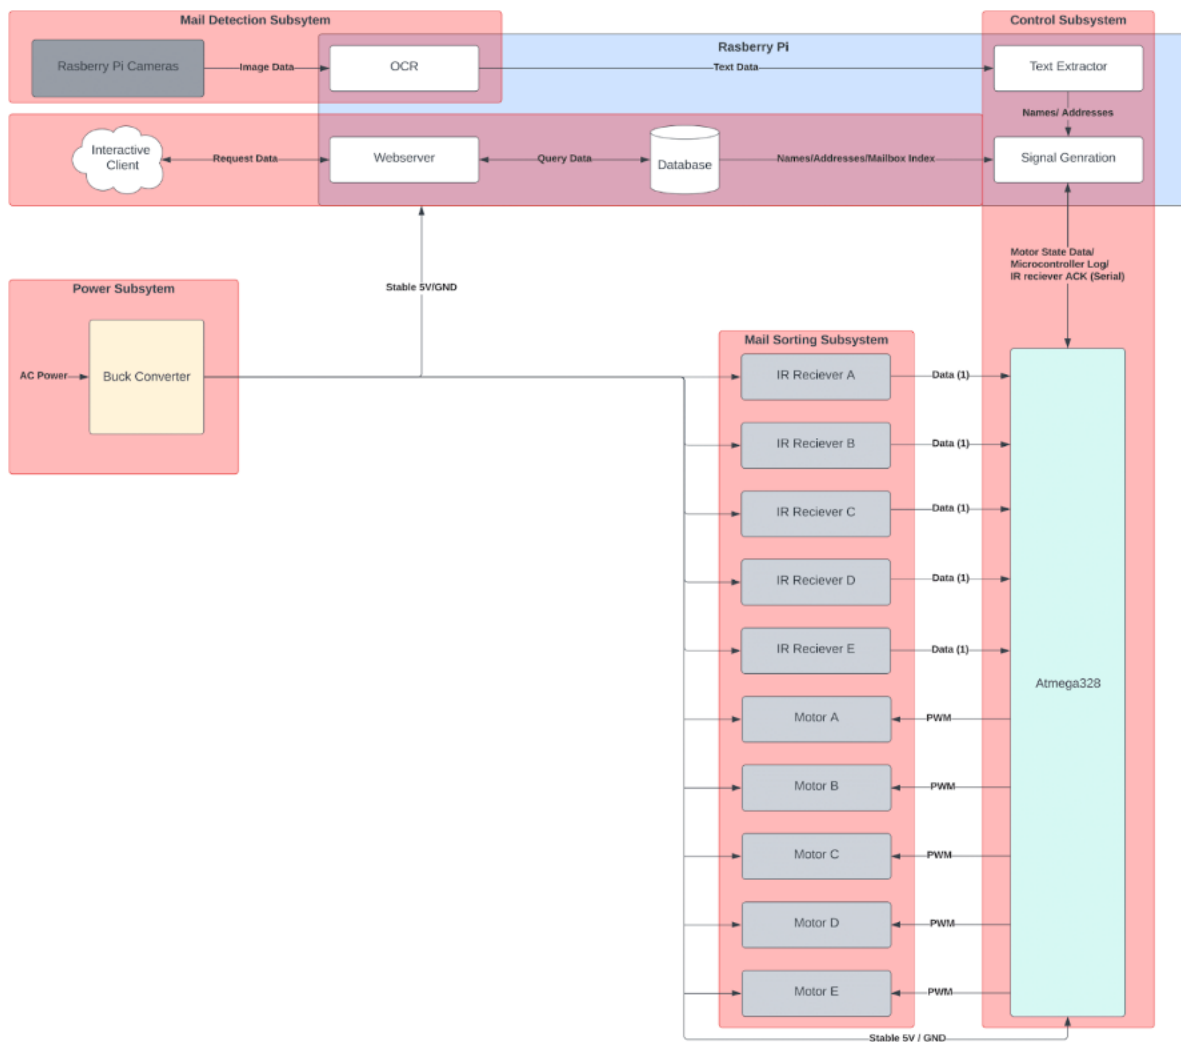 Mail Detection Subsytem
Control Subsystem
Rasberry Pi
Rasberry Pi Cameras
Image Data
OCR
Text Data
Text Extractor
Names/ Addresses
Interactive
Client
Request Data
Webserver
Query Data
Database
Names/Addresses/Mailbox Index
Signal Genration
Motor State Data/
Microcontroller Log/
IR reciever ACK (Serial)
Stable 5V/GND
Power Subsytem
AC Power
Buck Converter
Mail Sorting Subsystem
IR Reciever A
Data (1)
IR Reciever B
Data (1)
IR Reciever C
Data (1)
IR Reciever D
Data (1)
IR Reciever E
Data (1)
Atmega328
Motor A
PWM
Motor B
PWM
Motor C
PWM
Motor D
PWM
Motor E
PWM
Stable 5V / GND